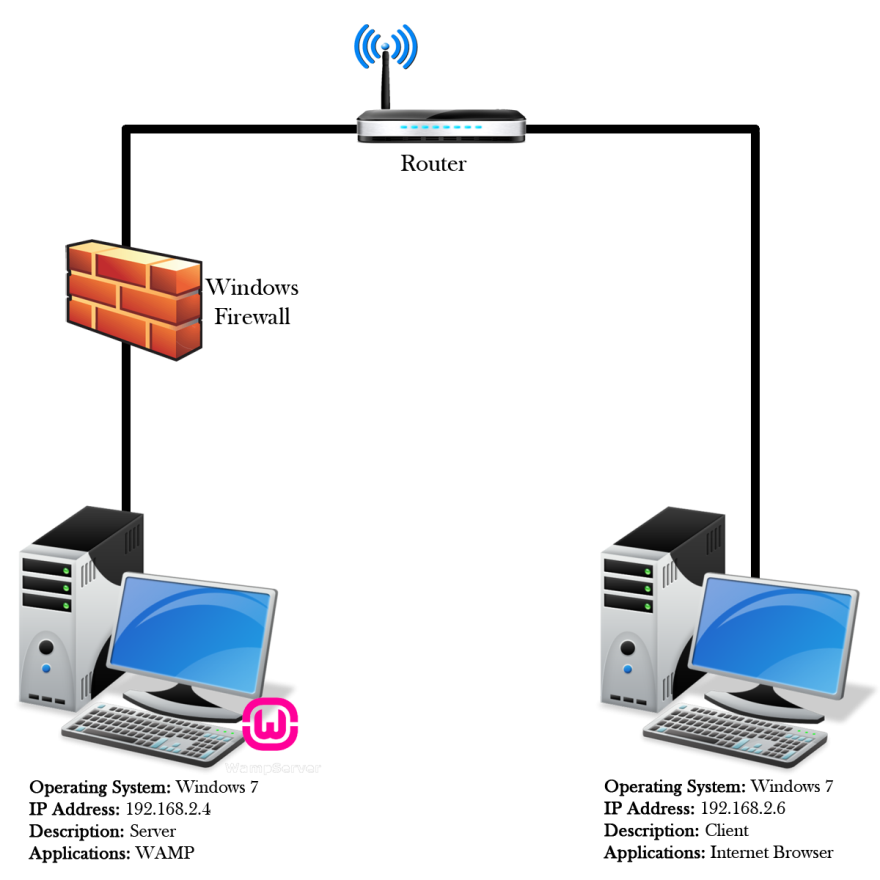 Router
Windows
Firewall
WampServer
Operating System: Windows 7
IP Address: 192.168.2.4
Description: Server
Applications: WAMP
Operating System: Windows 7
IP Address: 192.168.2.6
Description: Client
Applications: Internet Browser